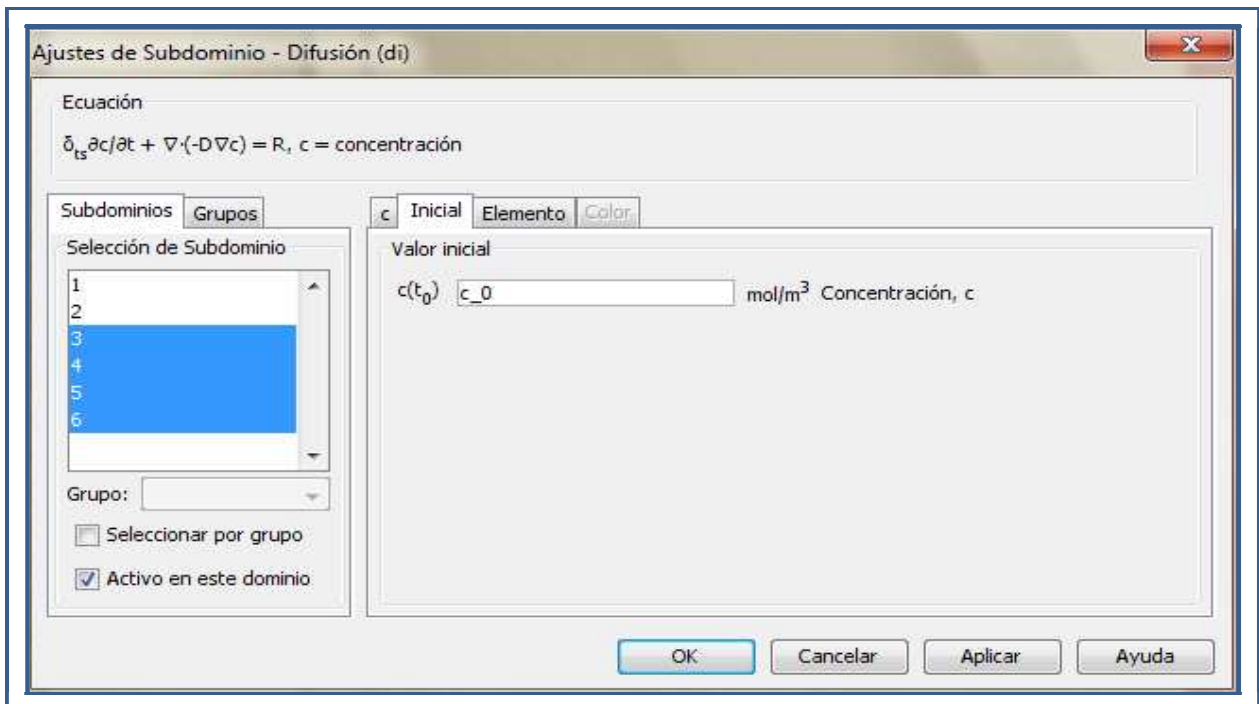 Ajustes de Subdominio - Difusión (di)
Ecuación
δts∂c/∂t + ∇·(-D∇c) = R, c = concentración
Subdominios Grupos
Selección de Subdominio
1
2
3
4
5
6
Grupo:
Seleccionar por grupo
Activo en este dominio
c Inicial Elemento Color
Valor inicial
c(t0) c_0 mol/m³ Concentración, c
OK Cancelar Aplicar Ayuda